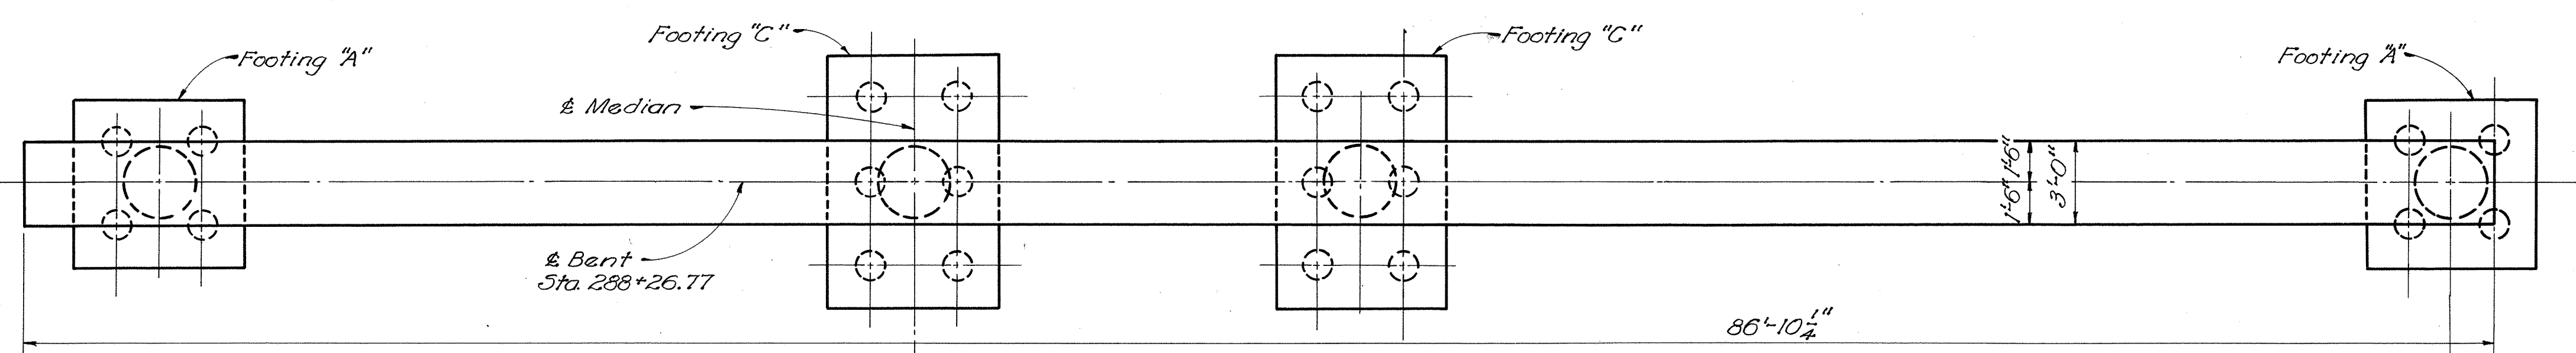 Footing "A"
Footing "C"
Footing "C"
Footing "A"
℄ Median
℄ Bent
Sta. 288+26.77
1'-6" 1'-6"
3'-0"
86'-10 1/4"